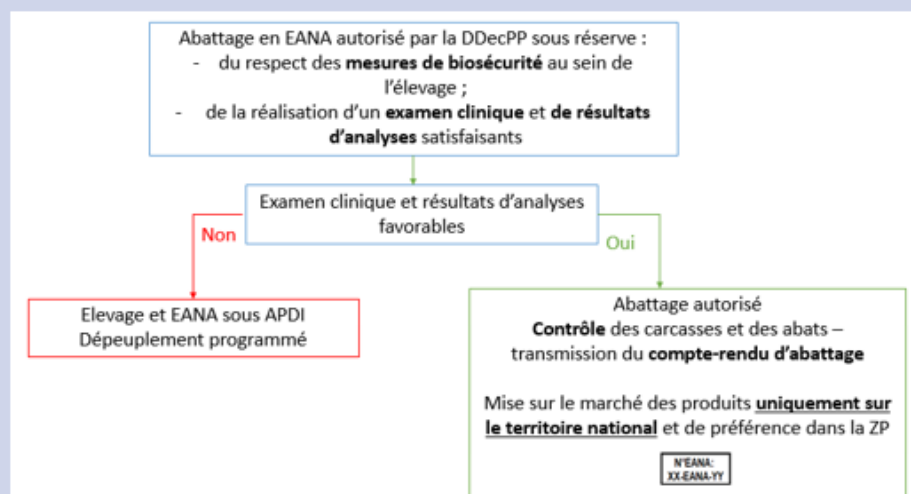 Abattage en EANA autorisé par la DDecPP sous réserve :
- du respect des mesures de biosécurité au sein de
l'élevage ;
- de la réalisation d'un examen clinique et de résultats
d'analyses satisfaisants
Examen clinique et résultats d'analyses
favorables
Non
Oui
Elevage et EANA sous APDI
Dépeuplement programmé
Abattage autorisé
Contrôle des carcasses et des abats –
transmission du compte-rendu d'abattage
Mise sur le marché des produits uniquement sur
le territoire national et de préférence dans la ZP
N°EANA:
XX-EANA-YY